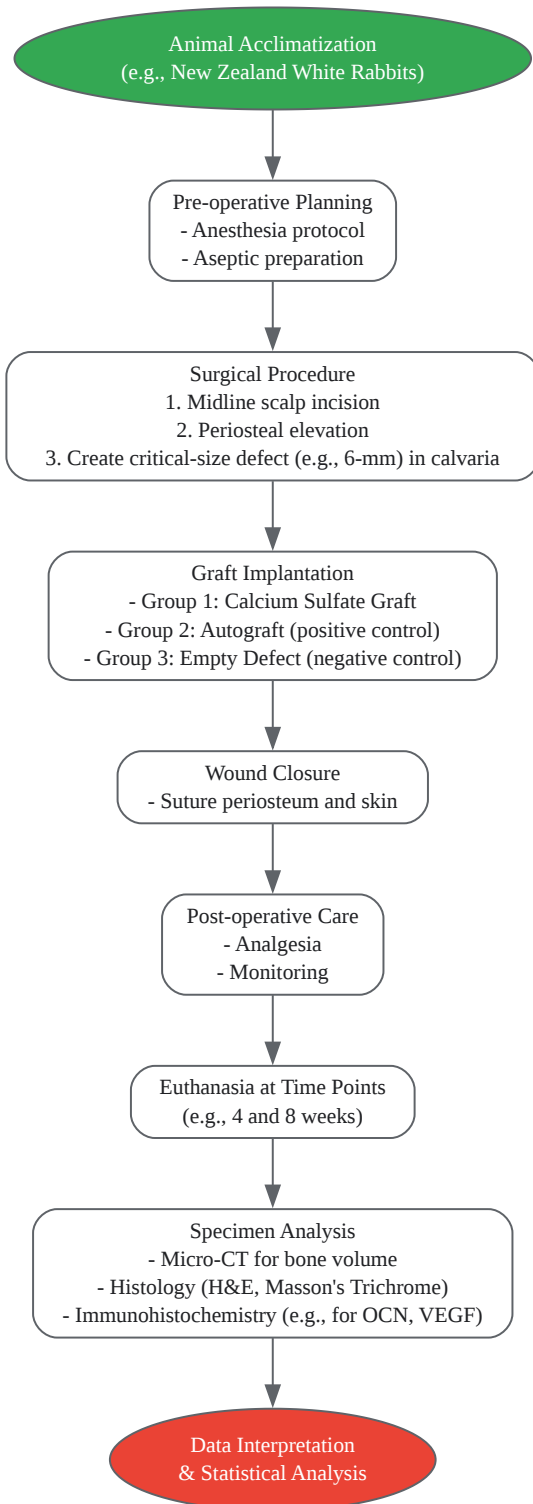 Animal Acclimatization
(e.g., New Zealand White Rabbits)
Pre-operative Planning
- Anesthesia protocol
- Aseptic preparation
Surgical Procedure
1. Midline scalp incision
2. Periosteal elevation
3. Create critical-size defect (e.g., 6-mm) in calvaria
Graft Implantation
- Group 1: Calcium Sulfate Graft
- Group 2: Autograft (positive control)
- Group 3: Empty Defect (negative control)
Wound Closure
- Suture periosteum and skin
Post-operative Care
- Analgesia
- Monitoring
Euthanasia at Time Points
(e.g., 4 and 8 weeks)
Specimen Analysis
- Micro-CT for bone volume
- Histology (H&E, Masson's Trichrome)
- Immunohistochemistry (e.g., for OCN, VEGF)
Data Interpretation
& Statistical Analysis